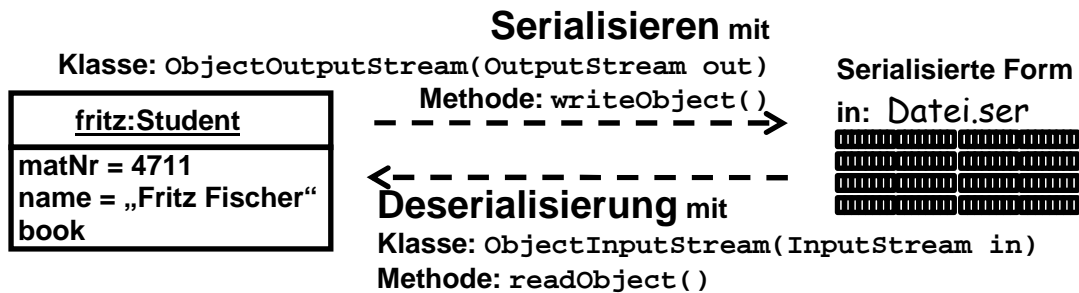 Serialisieren mit
Klasse: ObjectOutputStream(OutputStream out)
Methode: writeObject()
Serialisierte Form
in: Datei.ser
fritz:Student
matNr = 4711
name = „Fritz Fischer“
book
Deserialisierung mit
Klasse: ObjectInputStream(InputStream in)
Methode: readObject()